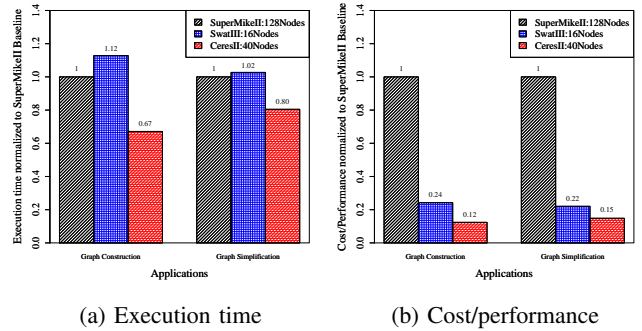 Execution time normalized to SuperMikeII Baseline
0.0 0.2 0.4 0.6 0.8 1.0 1.2 1.4
SuperMikeII:128Nodes
SwatIII:16Nodes
CeresII:40Nodes
1 1.12 0.67 1 1.02 0.80
Graph Construction Graph Simplification
Applications
(a) Execution time
Cost/Performance normalized to SuperMikeII Baseline
0.0 0.2 0.4 0.6 0.8 1.0 1.2 1.4
SuperMikeII:128Nodes
SwatIII:16Nodes
CeresII:40Nodes
1 0.24 0.12 1 0.22 0.15
Graph Construction Graph Simplification
Applications
(b) Cost/performance